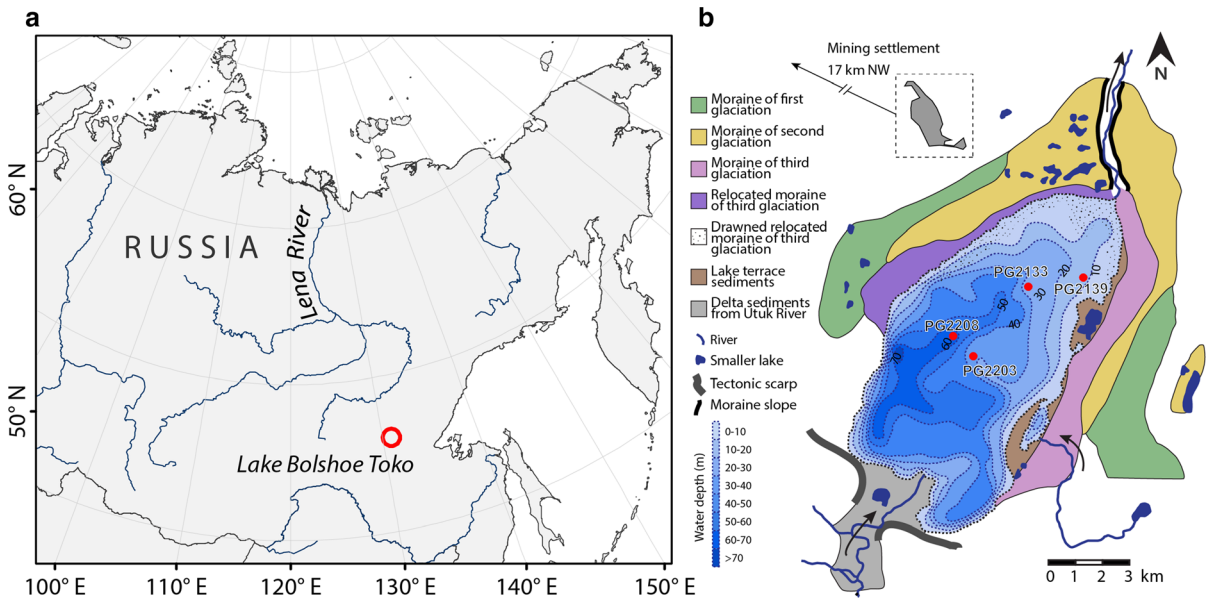 a
RUSSIA
Lena River
Lake Bolshoe Toko
60° N
50° N
100° E
110° E
120° E
130° E
140° E
150° E
b
Mining settlement
17 km NW
N
Moraine of first
glaciation
Moraine of second
glaciation
Moraine of third
glaciation
Relocated moraine
of third glaciation
Drawned relocated
moraine of third
glaciation
Lake terrace
sediments
Delta sediments
from Utuk River
River
Smaller lake
Tectonic scarp
Moraine slope
Water depth (m)
0-10
10-20
20-30
30-40
40-50
50-60
60-70
>70
PG2133
PG2139
PG2208
PG2203
20
10
30
50
40
60
70
0 1 2 3 km